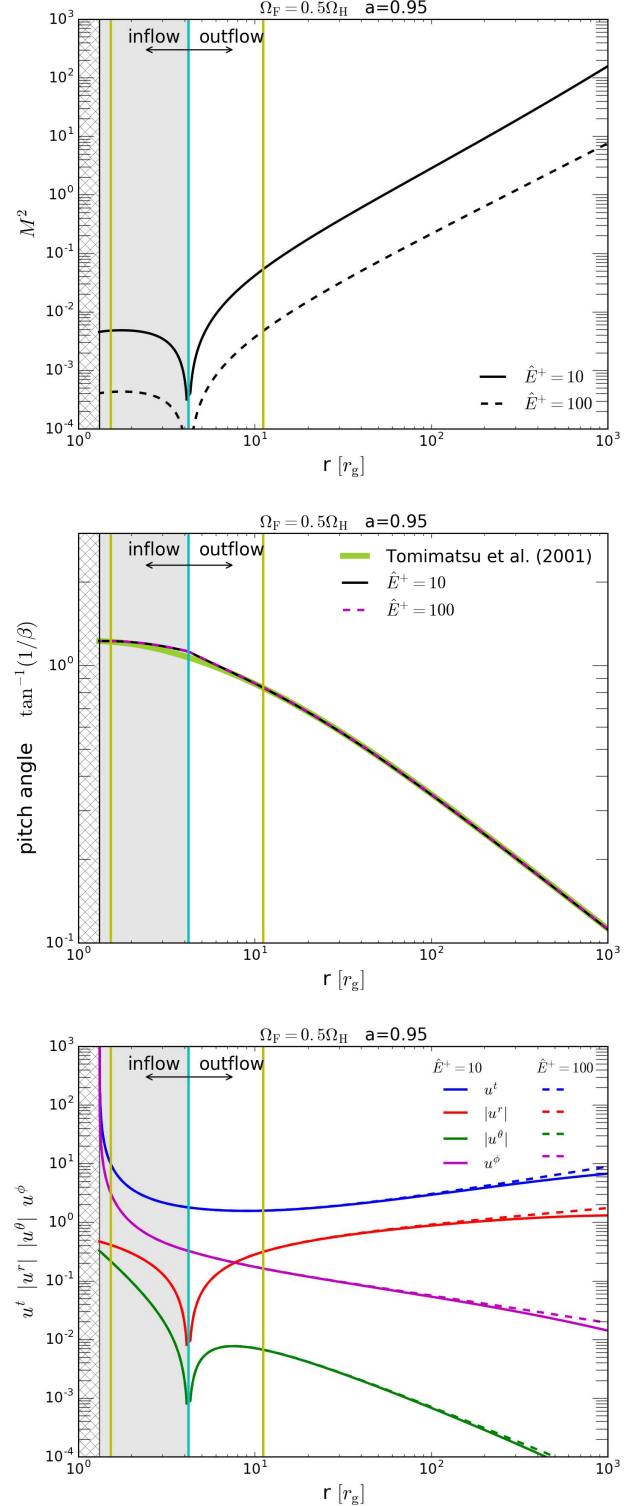 Ω_F = 0.5Ω_H a=0.95
inflow outflow
10^3
10^2
10^1
10^0
10^-1
10^-2
10^-3
10^-4
M^2
Ê^+ = 10
Ê^+ = 100
10^0 10^1 10^2 10^3
r [r_g]
Ω_F = 0.5Ω_H a=0.95
inflow outflow
Tomimatsu et al. (2001)
Ê^+ = 10
Ê^+ = 100
10^0
10^-1
pitch angle tan^-1(1/β)
10^0 10^1 10^2 10^3
r [r_g]
Ω_F = 0.5Ω_H a=0.95
inflow outflow
Ê^+ = 10 Ê^+ = 100
u^t
|u^r|
|u^θ|
u^ϕ
10^3
10^2
10^1
10^0
10^-1
10^-2
10^-3
10^-4
u^t |u^r| |u^θ| u^ϕ
10^0 10^1 10^2 10^3
r [r_g]